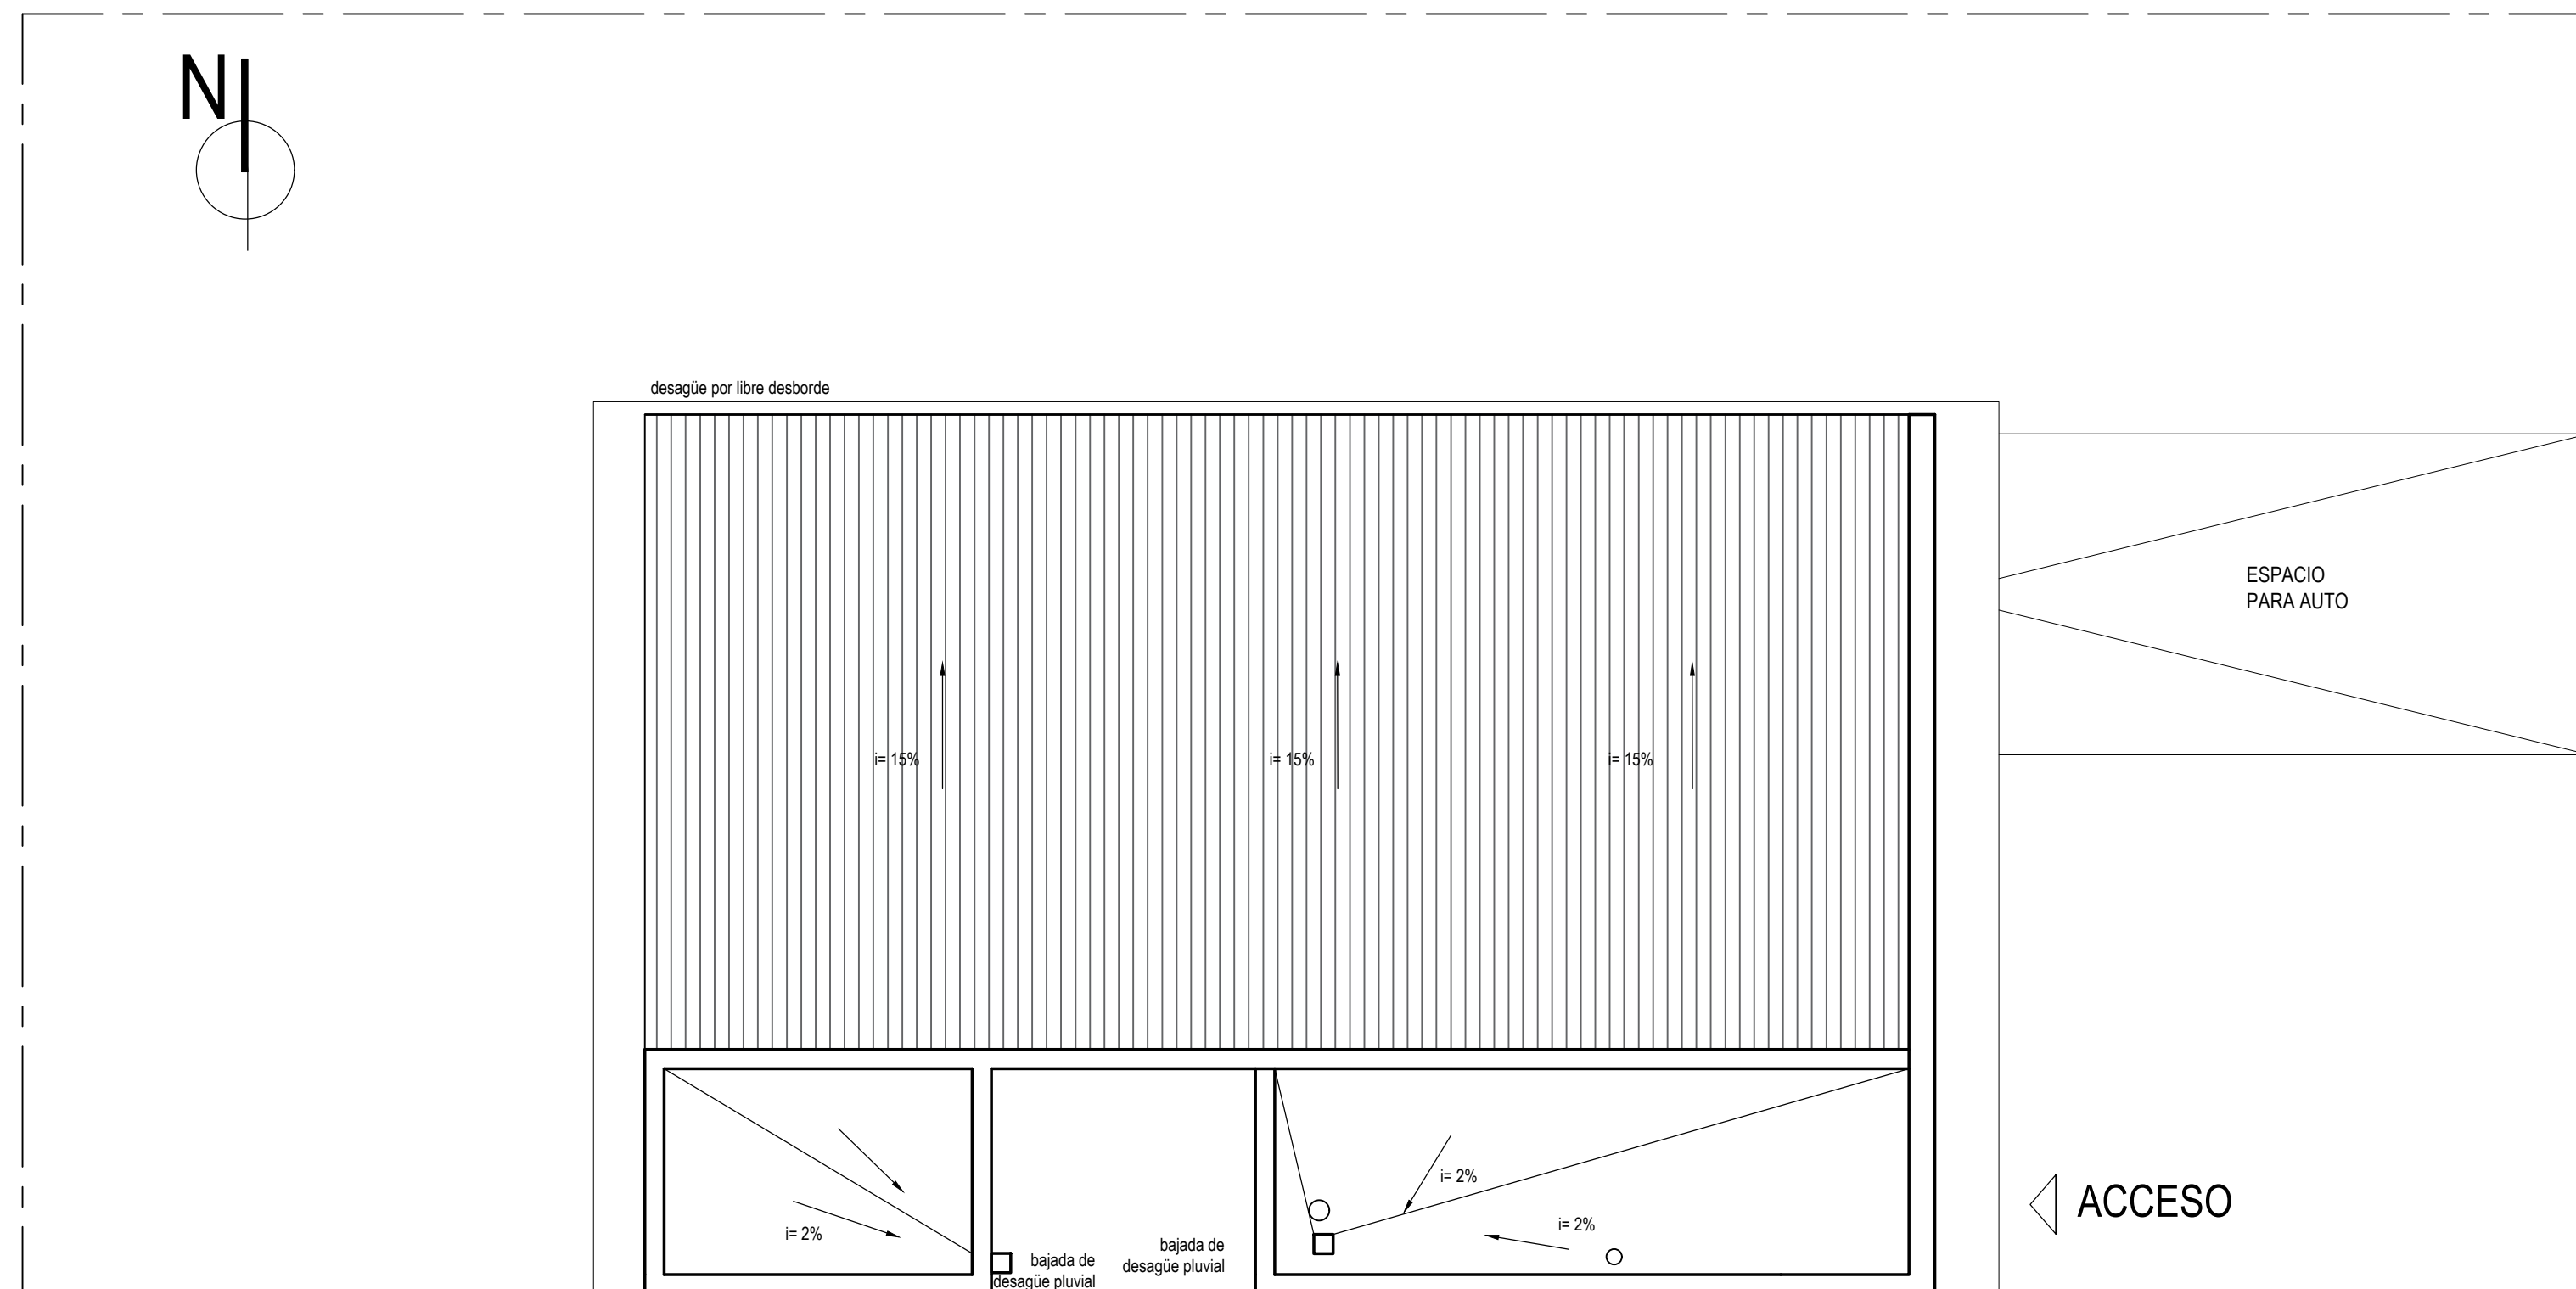 N
desagüe por libre desborde
ESPACIO
PARA AUTO
i= 15%
i= 15%
i= 15%
i= 2%
ACCESO
i= 2%
i= 2%
bajada de
desagüe pluvial
bajada de
desagüe pluvial